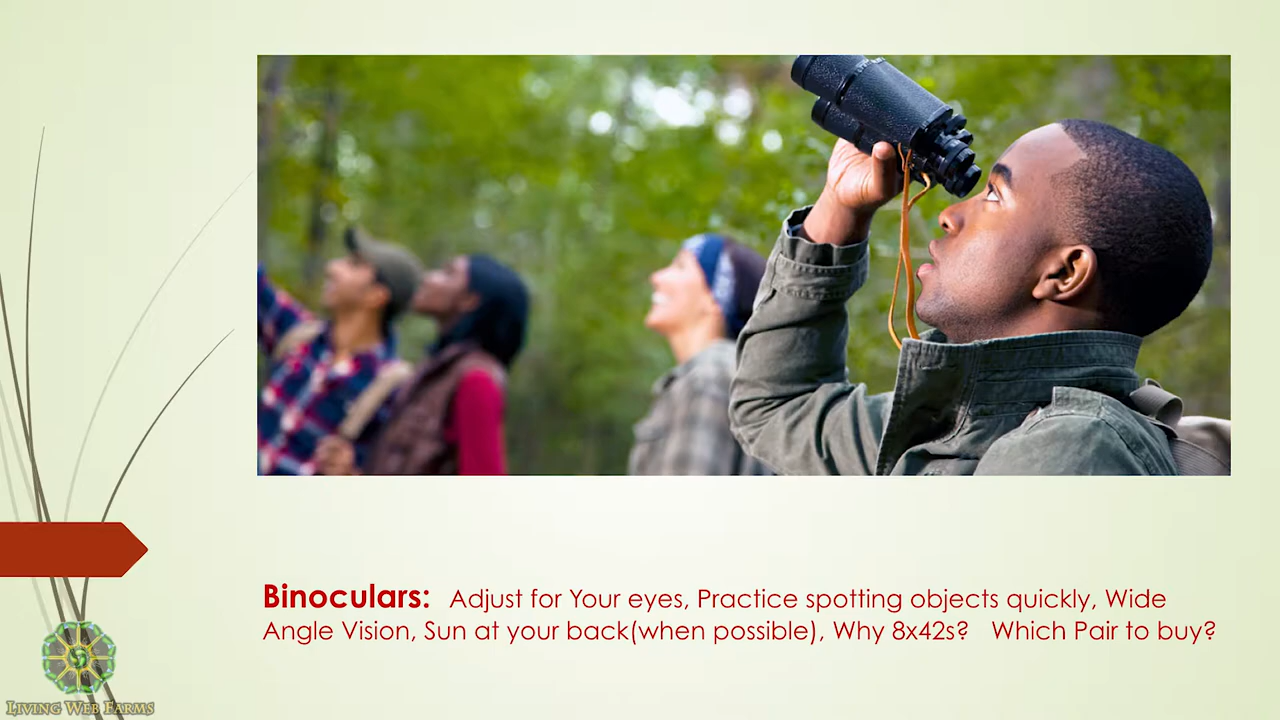 Binoculars: Adjust for Your eyes, Practice spotting objects quickly, Wide
Angle Vision, Sun at your back(when possible), Why 8x42s? Which Pair to buy?
LIVING WEB FARMS